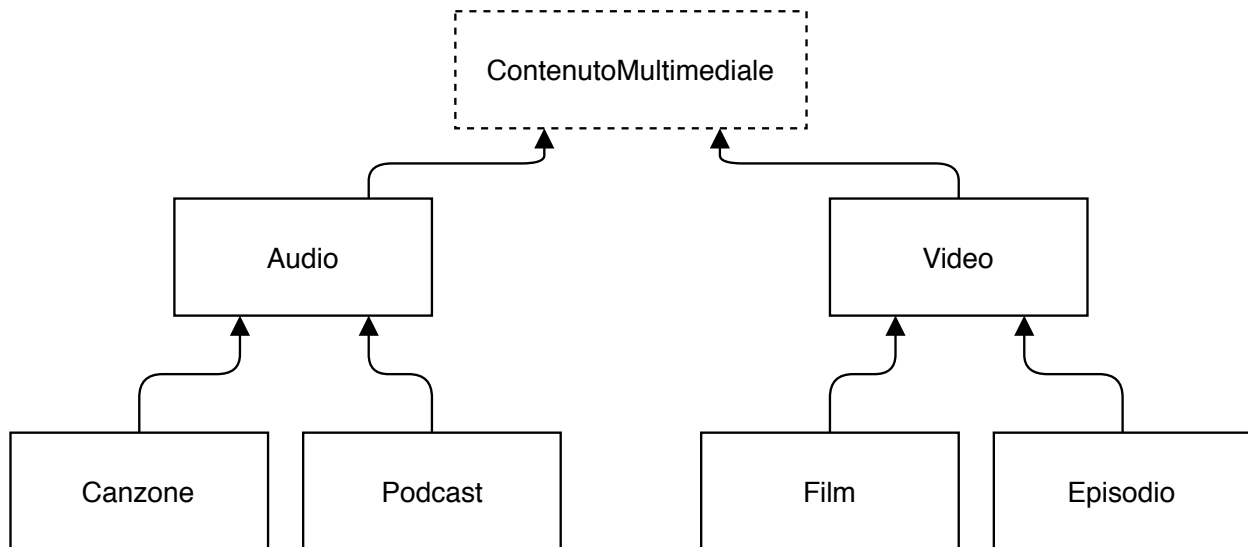 ContenutoMultimediale
Audio
Video
Canzone
Podcast
Film
Episodio